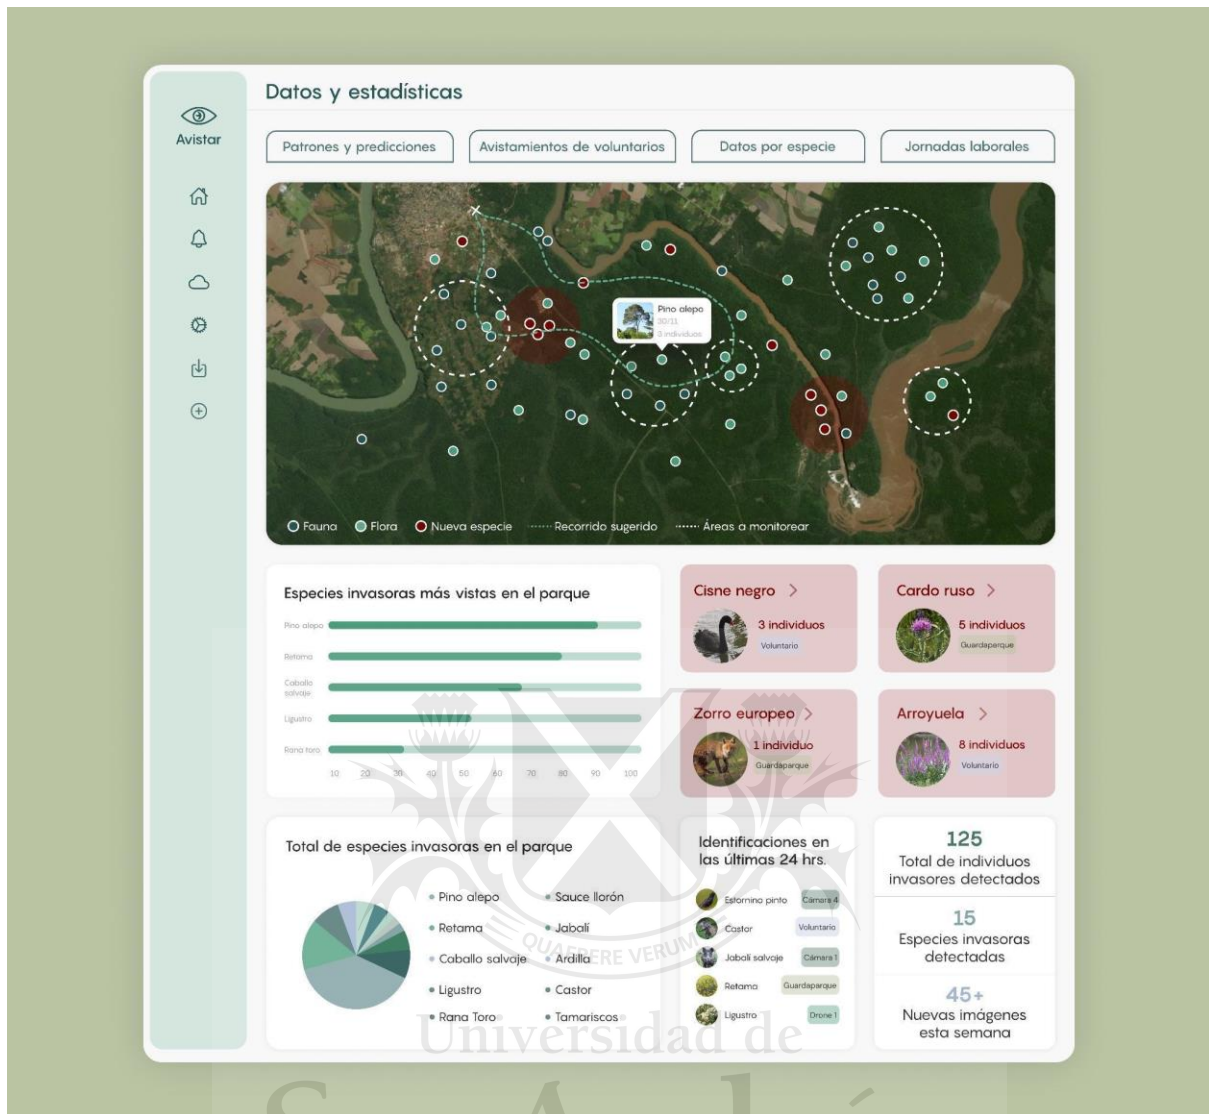 Datos y estadísticas
Avistar
Patrones y predicciones
Avistamientos de voluntarios
Datos por especie
Jornadas laborales
Pino alepo
30/11
3 individuos
Fauna
Flora
Nueva especie
Recorrido sugerido
Áreas a monitorear
Especies invasoras más vistas en el parque
Pino alepo
Retama
Caballo
salvaje
Ligustro
Rana toro
10 20 30 40 50 60 70 80 90 100
Cisne negro
3 individuos
Voluntario
Cardo ruso
5 individuos
Guardaparque
Zorro europeo
1 individuo
Guardaparque
Arroyuela
8 individuos
Voluntario
Total de especies invasoras en el parque
Pino alepo
Retama
Caballo salvaje
Ligustro
Rana Toro
Sauce llorón
Jabalí
Ardilla
Castor
Tamariscos
Identificaciones en
las últimas 24 hrs.
Estornino pinto Cámara 4
Castor Voluntario
Jabalí salvaje Cámara 1
Retama Guardaparque
Ligustro Drone 1
125
Total de individuos
invasores detectados
15
Especies invasoras
detectadas
45+
Nuevas imágenes
esta semana
QUAERERE VERUM
Universidad de